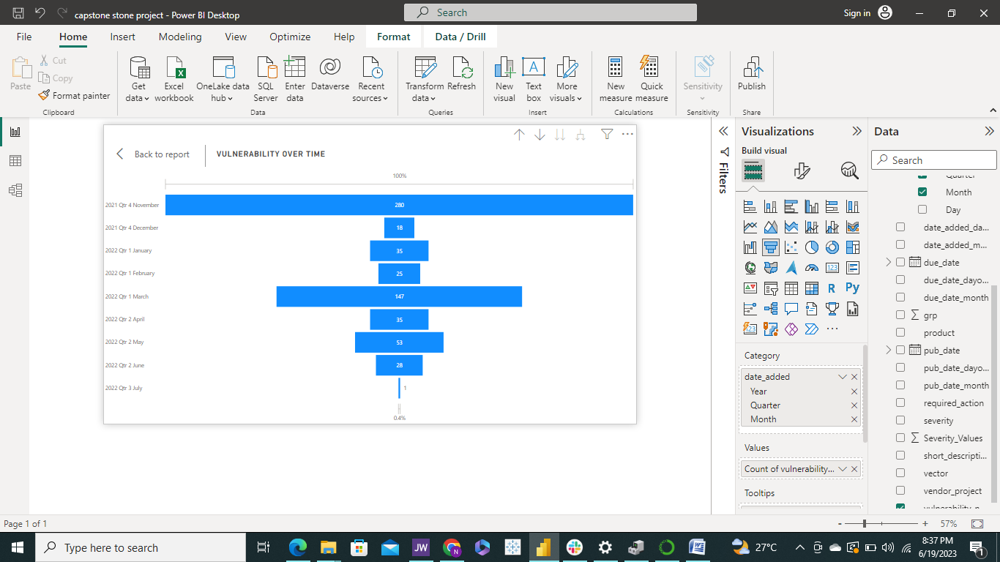 capstone stone project - Power BI Desktop
Search
Sign in
File Home Insert Modeling View Optimize Help Format Data / Drill
Paste
Cut
Copy
Format painter
Clipboard
Get data
Excel workbook
OneLake data hub
SQL Server
Enter data
Dataverse
Recent sources
Data
Transform data
Refresh
Queries
New visual
Text box
More visuals
Insert
New measure
Quick measure
Calculations
Sensitivity
Sensitivity
Publish
Share
Back to report
VULNERABILITY OVER TIME
100%
2021 Qtr 4 November 280
2021 Qtr 4 December 18
2022 Qtr 1 January 35
2022 Qtr 1 February 25
2022 Qtr 1 March 147
2022 Qtr 2 April 35
2022 Qtr 2 May 53
2022 Qtr 2 June 28
2022 Qtr 3 July 1
0.4%
Filters
Visualizations
Build visual
123
R
Py
123
Category
date_added
Year
Quarter
Month
Values
Count of vulnerability...
Tooltips
Data
Search
Quarter
Month
Day
date_added_da...
date_added_m...
due_date
due_date_dayo...
due_date_month
grp
product
pub_date
pub_date_dayo...
pub_date_month
required_action
severity
Severity_Values
short_descripti...
vector
vendor_project
Page 1 of 1
57%
Type here to search
JW
27°C
8:37 PM
6/19/2023
1